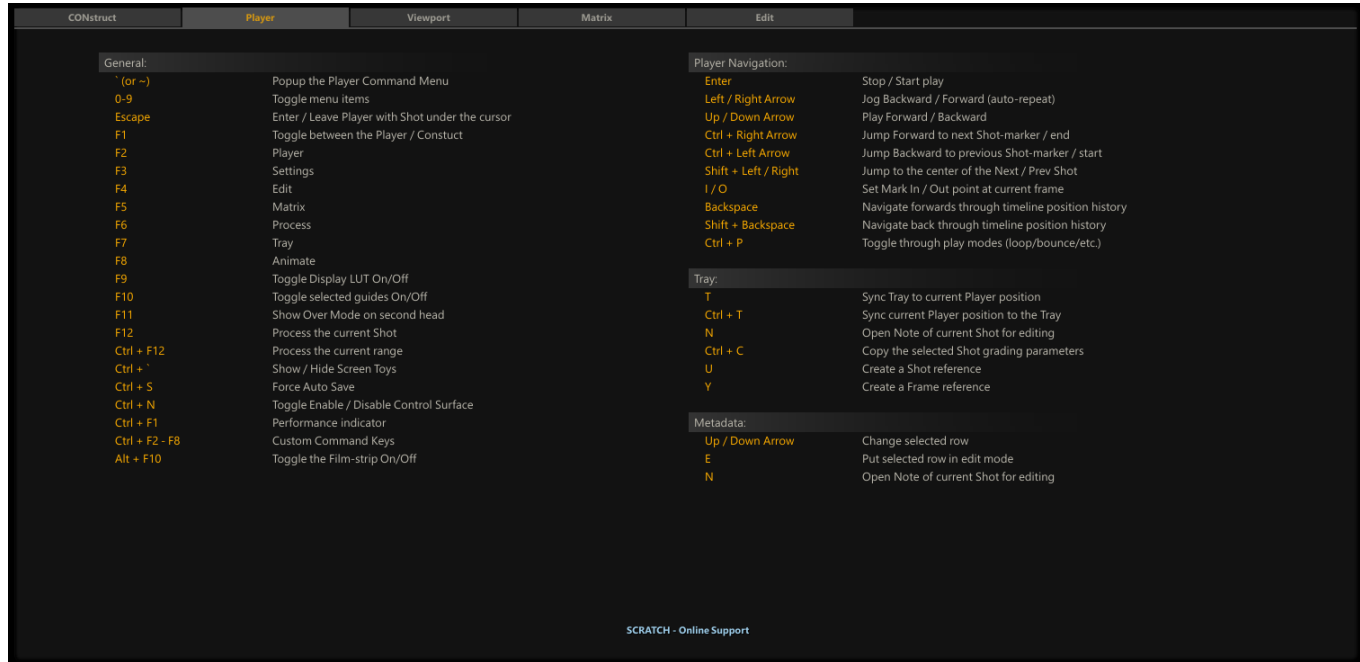 CONstruct Player Viewport Matrix Edit
General:
` (or ~) Popup the Player Command Menu
0-9 Toggle menu items
Escape Enter / Leave Player with Shot under the cursor
F1 Toggle between the Player / Constuct
F2 Player
F3 Settings
F4 Edit
F5 Matrix
F6 Process
F7 Tray
F8 Animate
F9 Toggle Display LUT On/Off
F10 Toggle selected guides On/Off
F11 Show Over Mode on second head
F12 Process the current Shot
Ctrl + F12 Process the current range
Ctrl + ` Show / Hide Screen Toys
Ctrl + S Force Auto Save
Ctrl + N Toggle Enable / Disable Control Surface
Ctrl + F1 Performance indicator
Ctrl + F2 - F8 Custom Command Keys
Alt + F10 Toggle the Film-strip On/Off
Player Navigation:
Enter Stop / Start play
Left / Right Arrow Jog Backward / Forward (auto-repeat)
Up / Down Arrow Play Forward / Backward
Ctrl + Right Arrow Jump Forward to next Shot-marker / end
Ctrl + Left Arrow Jump Backward to previous Shot-marker / start
Shift + Left / Right Jump to the center of the Next / Prev Shot
I / O Set Mark In / Out point at current frame
Backspace Navigate forwards through timeline position history
Shift + Backspace Navigate back through timeline position history
Ctrl + P Toggle through play modes (loop/bounce/etc.)
Tray:
T Sync Tray to current Player position
Ctrl + T Sync current Player position to the Tray
N Open Note of current Shot for editing
Ctrl + C Copy the selected Shot grading parameters
U Create a Shot reference
Y Create a Frame reference
Metadata:
Up / Down Arrow Change selected row
E Put selected row in edit mode
N Open Note of current Shot for editing
SCRATCH - Online Support